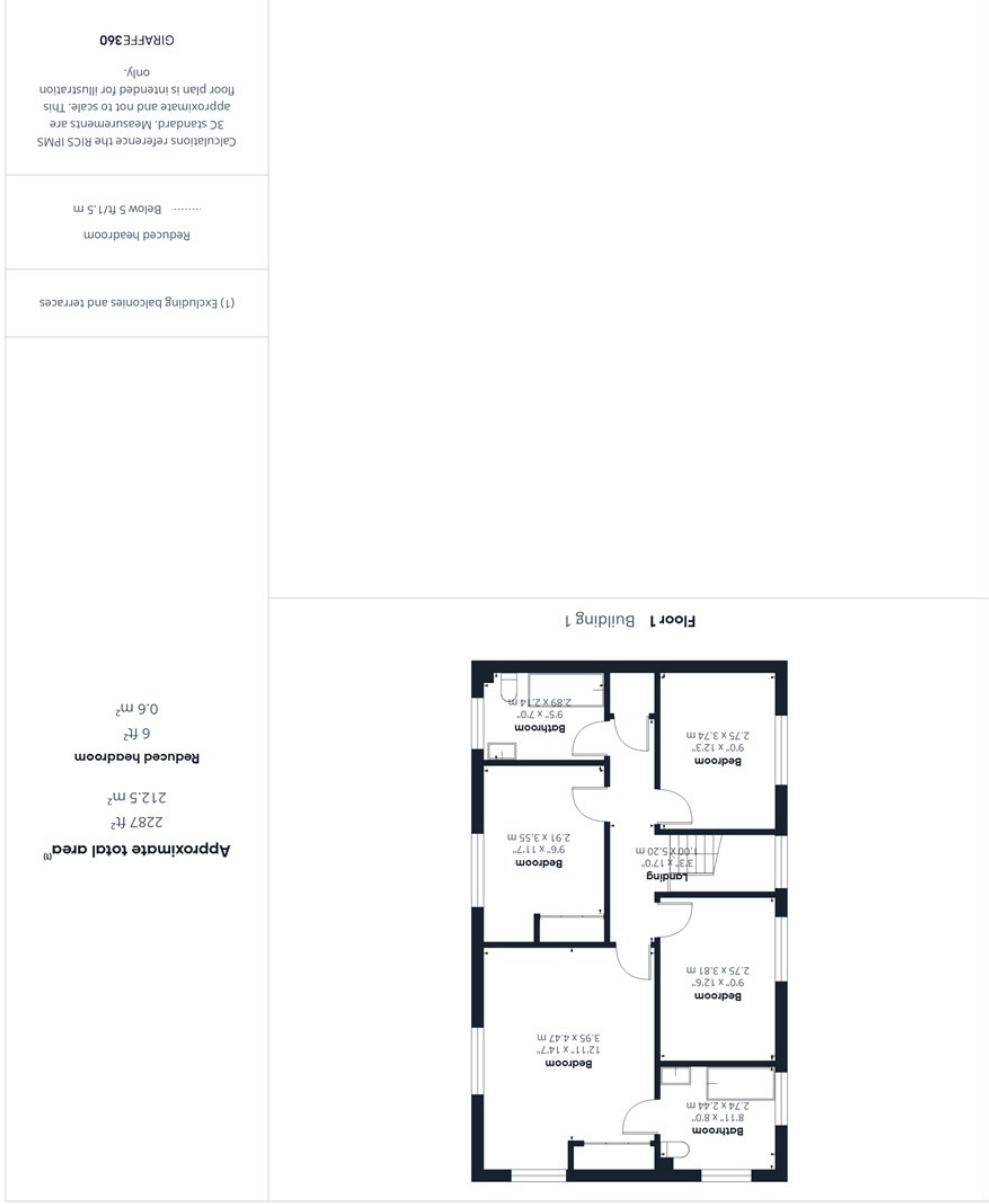 Bathroom
8'11" x 8'0"
2.74 x 2.44 m
Bedroom
12'11" x 14'7"
3.95 x 4.47 m
Bedroom
9'0" x 12'6"
2.75 x 3.81 m
Landing
3'3" x 17'0"
1.00 x 5.20 m
Bedroom
9'6" x 11'7"
2.91 x 3.55 m
Bedroom
9'0" x 12'3"
2.75 x 3.74 m
Bathroom
9'5" x 7'0"
2.89 x 2.14 m
Floor 1 Building 1
Approximate total area(1)
2287 ft²
212.5 m²
Reduced headroom
6 ft²
0.6 m²
(1) Excluding balconies and terraces
Reduced headroom
Below 5 ft/1.5 m
Calculations reference the RICS IPMS
3C standard. Measurements are
approximate and not to scale. This
floor plan is intended for illustration
only.
GIRAFFE360